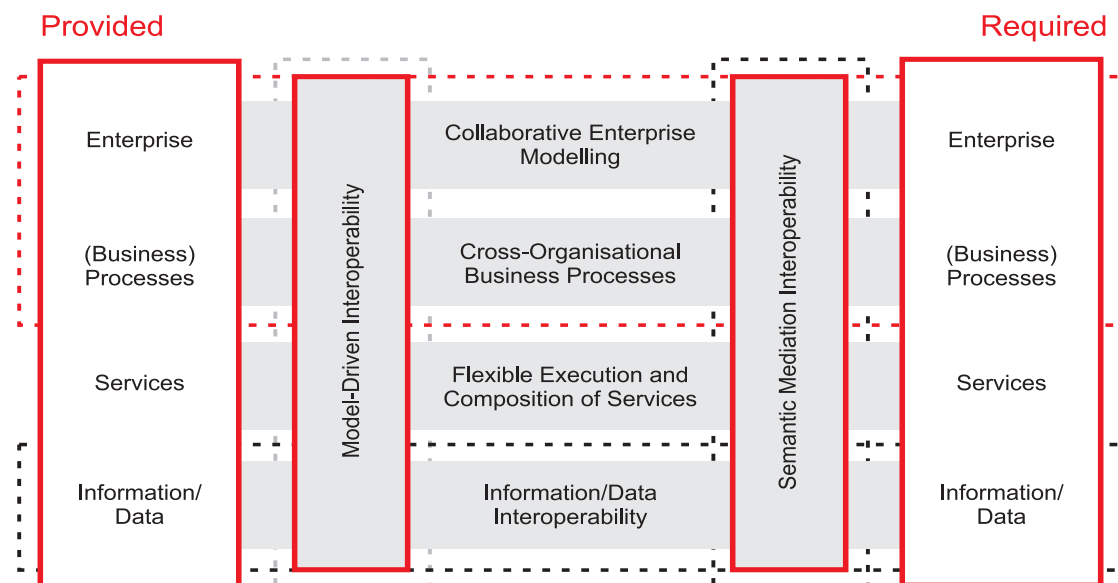 Provided
Required
Enterprise
Collaborative Enterprise
Modelling
Enterprise
Model-Driven Interoperability
Semantic Mediation Interoperability
(Business)
Processes
Cross-Organisational
Business Processes
(Business)
Processes
Services
Flexible Execution and
Composition of Services
Services
Information/
Data
Information/Data
Interoperability
Information/
Data